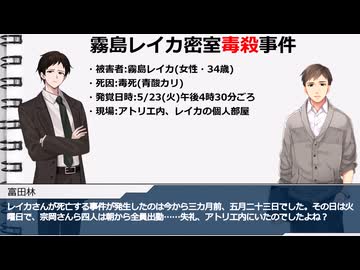 霧島レイカ密室毒殺事件
・被害者:霧島レイカ(女性・34歳)
・死因:毒死(青酸カリ)
・発覚日時:5/23(火)午後4時30分ごろ
・現場:アトリエ内、レイカの個人部屋
富田林
レイカさんが死亡する事件が発生したのは今から三カ月前、五月二十三日でした。その日は火
曜日で、宗岡さんら四人は朝から全員出勤……失礼、アトリエ内にいたのでしたよね？